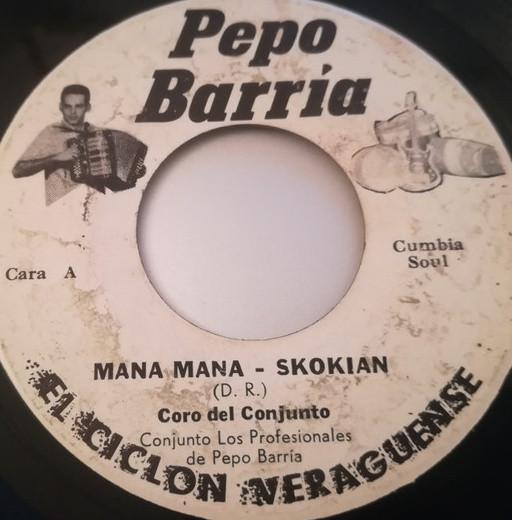 Pepo
Barría
Cara A
Cumbia
Soul
MANA MANA - SKOKIAN
(D. R.)
Coro del Conjunto
Conjunto Los Profesionales
de Pepo Barría
EL CICLON VERAGUENSE